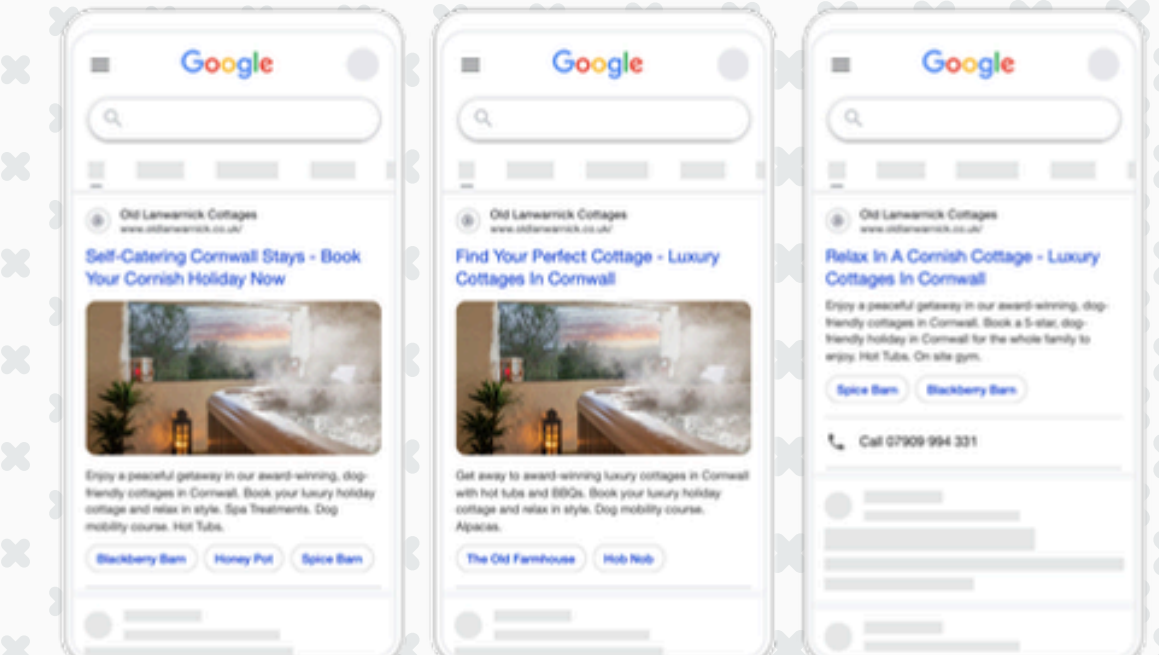 Google
Old Lanwarnick Cottages
www.oldlanwarnick.co.uk/
Self-Catering Cornwall Stays - Book
Your Cornish Holiday Now
Enjoy a peaceful getaway in our award-winning, dog-
friendly cottages in Cornwall. Book your luxury holiday
cottage and relax in style. Spa Treatments. Dog
mobility course. Hot Tubs.
Blackberry Barn Honey Pot Spice Barn
Google
Old Lanwarnick Cottages
www.oldlanwarnick.co.uk/
Find Your Perfect Cottage - Luxury
Cottages In Cornwall
Get away to award-winning luxury cottages in Cornwall
with hot tubs and BBQs. Book your luxury holiday
cottage and relax in style. Dog mobility course.
Alpacas.
The Old Farmhouse Hob Nob
Google
Old Lanwarnick Cottages
www.oldlanwarnick.co.uk/
Relax In A Cornish Cottage - Luxury
Cottages In Cornwall
Enjoy a peaceful getaway in our award-winning, dog-
friendly cottages in Cornwall. Book a 5-star, dog-
friendly holiday in Cornwall for the whole family to
enjoy. Hot Tubs. On site gym.
Spice Barn Blackberry Barn
Call 07909 994 331